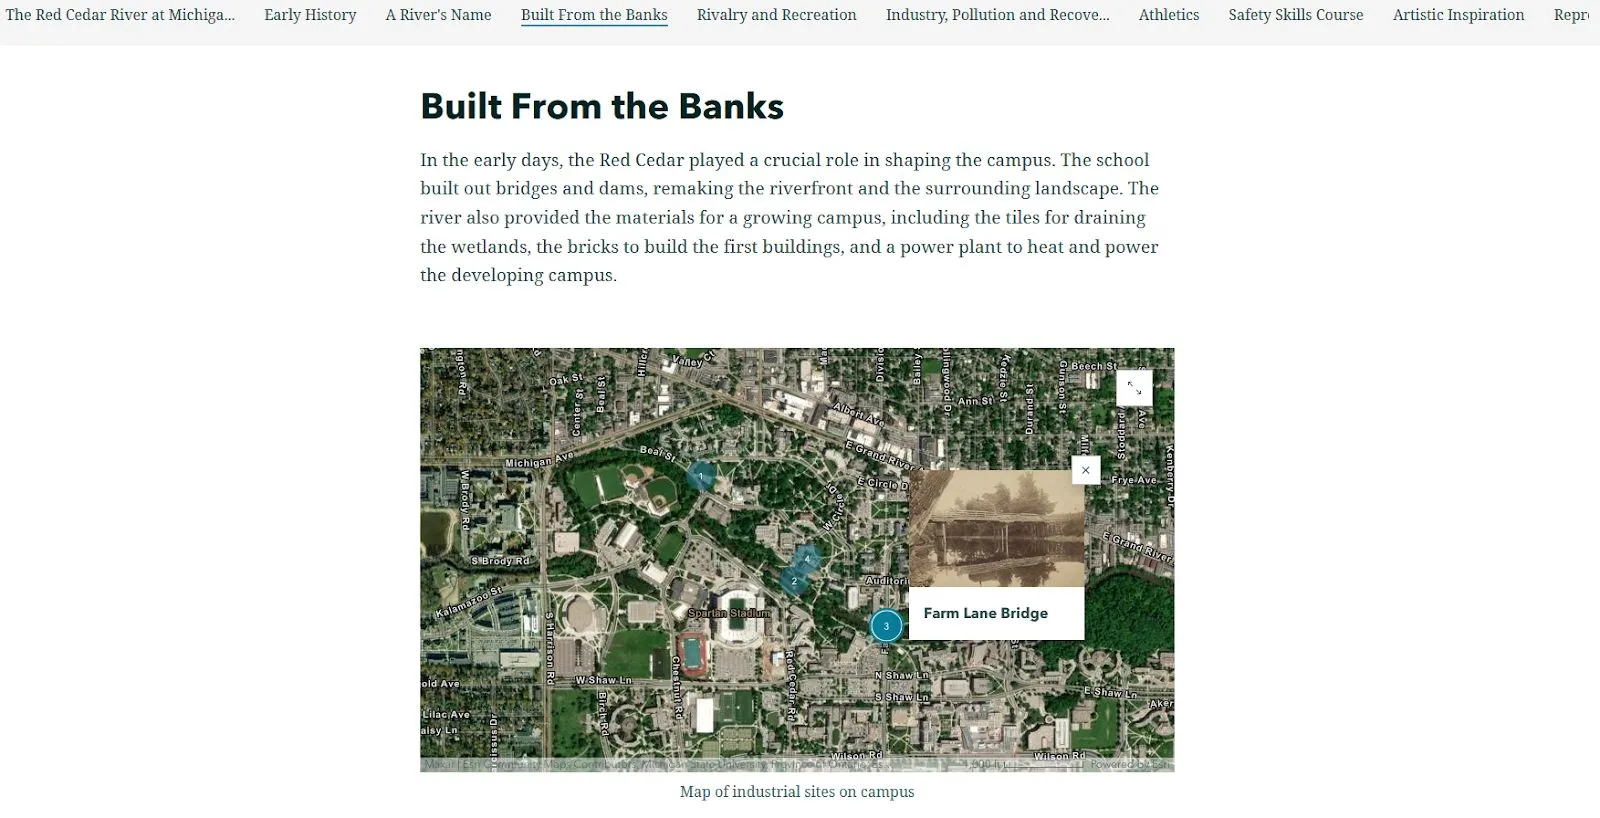 The Red Cedar River at Michiga... Early History A River's Name Built From the Banks Rivalry and Recreation Industry, Pollution and Recove... Athletics Safety Skills Course Artistic Inspiration Repr
Built From the Banks
In the early days, the Red Cedar played a crucial role in shaping the campus. The school
built out bridges and dams, remaking the riverfront and the surrounding landscape. The
river also provided the materials for a growing campus, including the tiles for draining
the wetlands, the bricks to build the first buildings, and a power plant to heat and power
the developing campus.
Valley Ct
Oak St
Center St
Beal St
Albert Ave
Ann St
Beech St
Durand St
Kedzie St
Gunson St
Stoddard Ave
Michigan Ave
Beal St
E Grand River
W Brody Rd
1
E Circle D
W Circle Dr
×
Frye Ave
Kenberry Dr
S Brody Rd
E Grand River
4
2
Auditori
Kalamazoo St
Spartan Stadium
3
Farm Lane Bridge
S Harrison Rd
Chestnut Rd
Red Cedar Rd
W Shaw Ln
N Shaw Ln
S Shaw Ln
E Shaw Ln
Birch Rd
Lilac Ave
Wilson Rd
Wilson Rd
Maxar | Esri Community Maps Contributors, Michigan State University, Province of Ontario, Es
1,000 ft
Powered by Esri
Map of industrial sites on campus